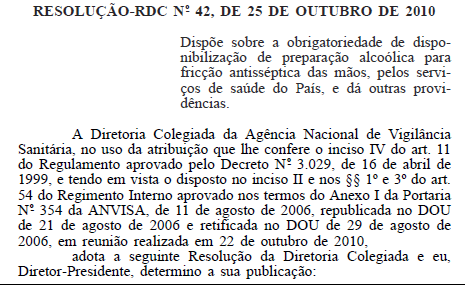 RESOLUÇÃO-RDC Nº 42, DE 25 DE OUTUBRO DE 2010
Dispõe sobre a obrigatoriedade de dispo-
nibilização de preparação alcoólica para
fricção antisséptica das mãos, pelos servi-
ços de saúde do País, e dá outras provi-
dências.
A Diretoria Colegiada da Agência Nacional de Vigilância
Sanitária, no uso da atribuição que lhe confere o inciso IV do art. 11
do Regulamento aprovado pelo Decreto Nº 3.029, de 16 de abril de
1999, e tendo em vista o disposto no inciso II e nos §§ 1º e 3º do art.
54 do Regimento Interno aprovado nos termos do Anexo I da Portaria
Nº 354 da ANVISA, de 11 de agosto de 2006, republicada no DOU
de 21 de agosto de 2006 e retificada no DOU de 29 de agosto de
2006, em reunião realizada em 22 de outubro de 2010,
adota a seguinte Resolução da Diretoria Colegiada e eu,
Diretor-Presidente, determino a sua publicação: